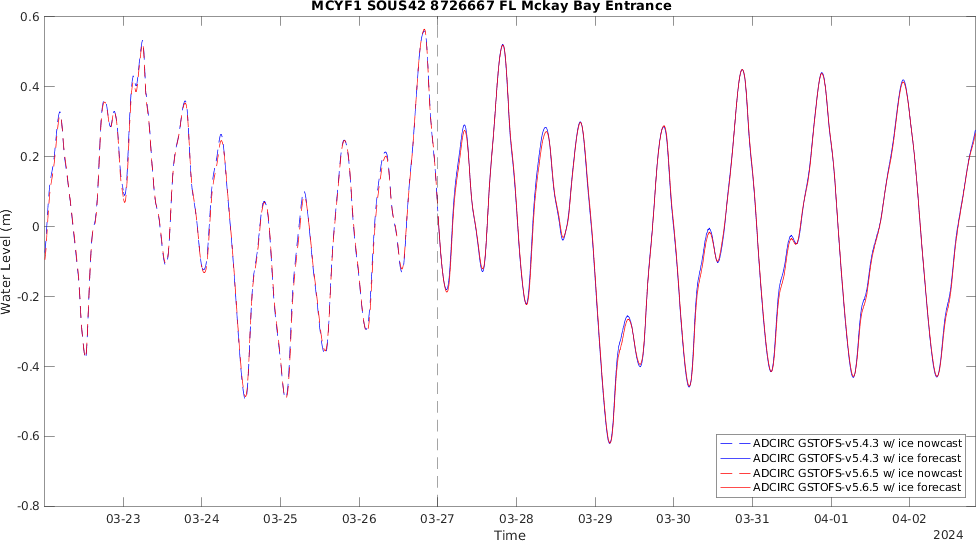 MCYF1 SOUS42 8726667 FL Mckay Bay Entrance
0.6
0.4
0.2
0
-0.2
-0.4
-0.6
-0.8
Water Level (m)
ADCIRC GSTOFS-v5.4.3 w/ ice nowcast
ADCIRC GSTOFS-v5.4.3 w/ ice forecast
ADCIRC GSTOFS-v5.6.5 w/ ice nowcast
ADCIRC GSTOFS-v5.6.5 w/ ice forecast
03-23 03-24 03-25 03-26 03-27 03-28 03-29 03-30 03-31 04-01 04-02
Time
2024